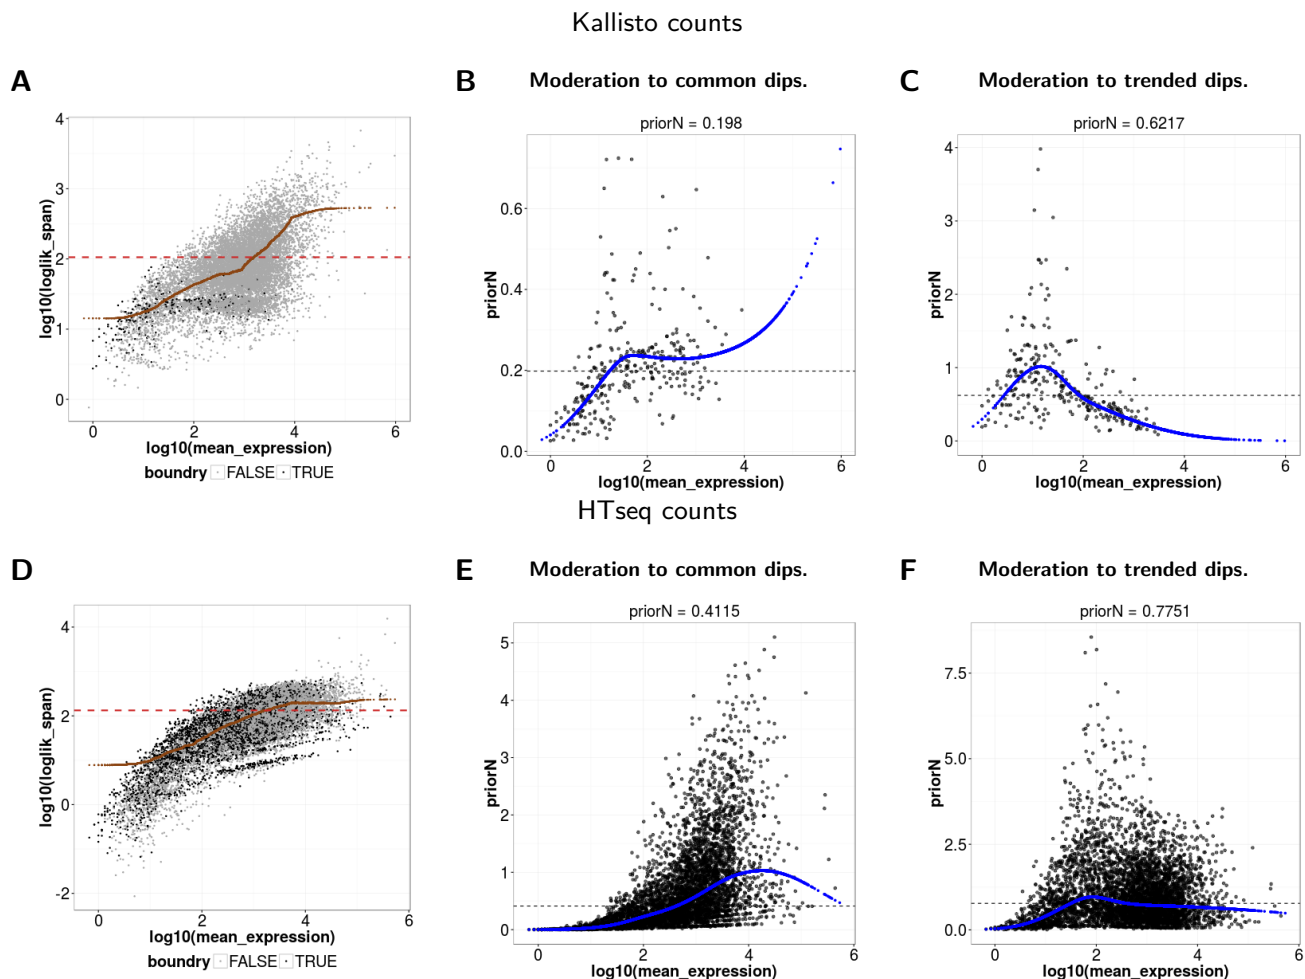 Kallisto counts
A
B
Moderation to common dips.
C
Moderation to trended dips.
4
3
2
1
0
log10(loglik_span)
0
2
4
6
log10(mean_expression)
boundry FALSE TRUE
priorN = 0.198
0.6
0.4
0.2
0.0
priorN
0
2
4
6
log10(mean_expression)
priorN = 0.6217
4
3
2
1
0
priorN
0
2
4
6
log10(mean_expression)
HTseq counts
D
E
Moderation to common dips.
F
Moderation to trended dips.
4
2
0
-2
log10(loglik_span)
0
2
4
6
log10(mean_expression)
boundry FALSE TRUE
priorN = 0.4115
5
4
3
2
1
0
priorN
0
2
4
6
log10(mean_expression)
priorN = 0.7751
7.5
5.0
2.5
0.0
priorN
0
2
4
6
log10(mean_expression)